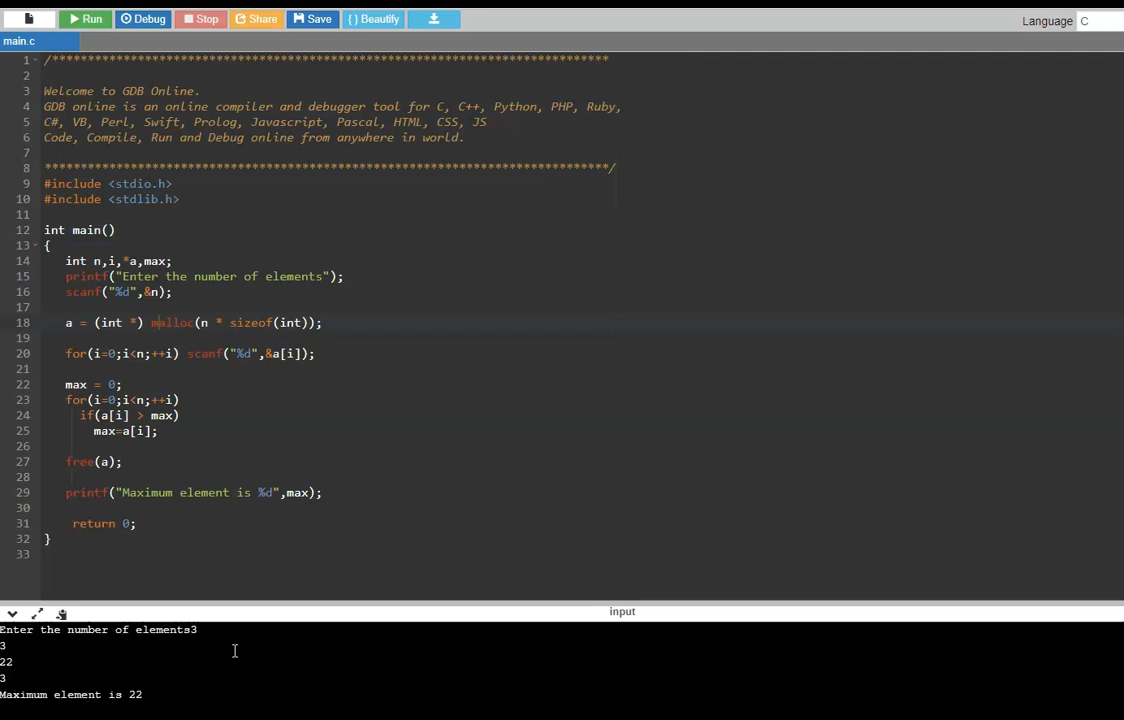 Run Debug Stop Share Save { } Beautify Language C
main.c
1 /******************************************************************************
2
3 Welcome to GDB Online.
4 GDB online is an online compiler and debugger tool for C, C++, Python, PHP, Ruby,
5 C#, VB, Perl, Swift, Prolog, Javascript, Pascal, HTML, CSS, JS
6 Code, Compile, Run and Debug online from anywhere in world.
7
8 *******************************************************************************/
9 #include <stdio.h>
10 #include <stdlib.h>
11
12 int main()
13 {
14 int n,i,*a,max;
15 printf("Enter the number of elements");
16 scanf("%d",&n);
17
18 a = (int *) malloc(n * sizeof(int));
19
20 for(i=0;i<n;++i) scanf("%d",&a[i]);
21
22 max = 0;
23 for(i=0;i<n;++i)
24 if(a[i] > max)
25 max=a[i];
26
27 free(a);
28
29 printf("Maximum element is %d",max);
30
31 return 0;
32 }
33
input
Enter the number of elements3
3
22
3
Maximum element is 22